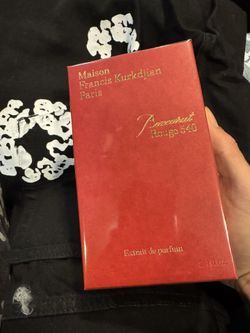 Maison
Francis Kurkdjian
Paris
Baccarat
Rouge 540
Extrait de parfum